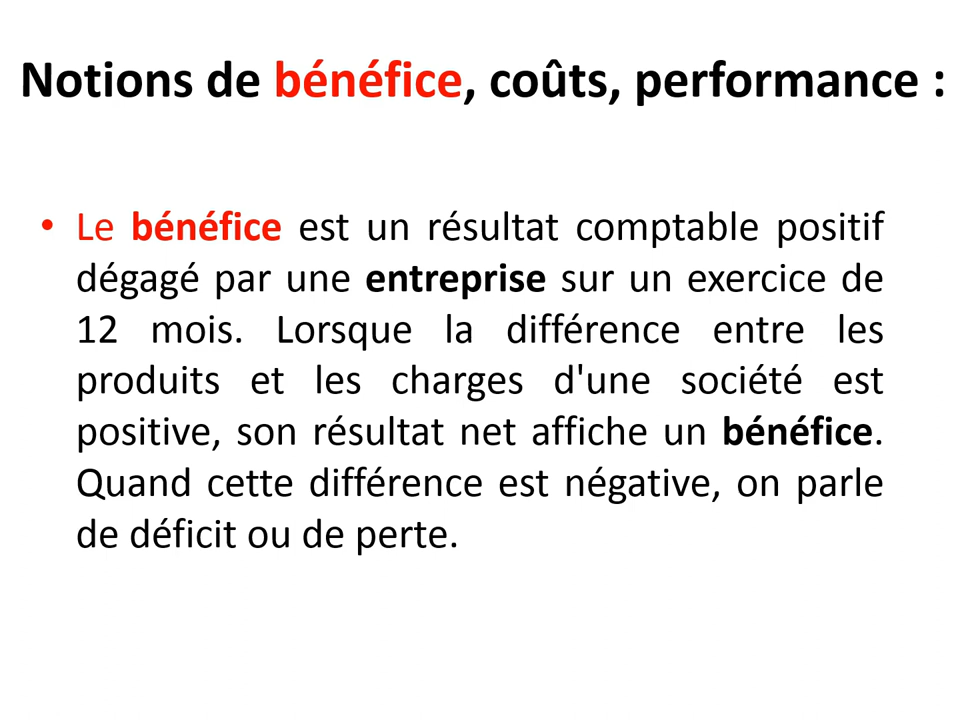 Notions de bénéfice, coûts, performance :
• Le bénéfice est un résultat comptable positif
dégagé par une entreprise sur un exercice de
12 mois. Lorsque la différence entre les
produits et les charges d'une société est
positive, son résultat net affiche un bénéfice.
Quand cette différence est négative, on parle
de déficit ou de perte.